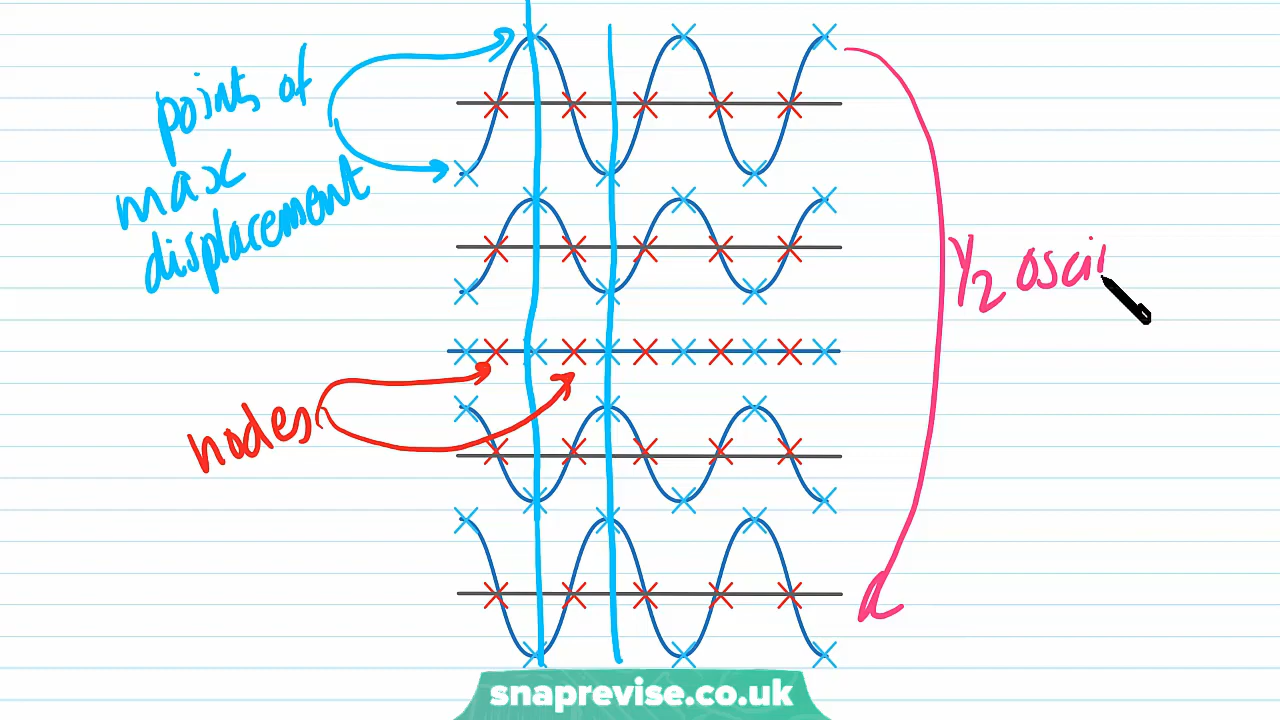 points of
max
displacement
nodes
1/2 osci
snaprevise.co.uk